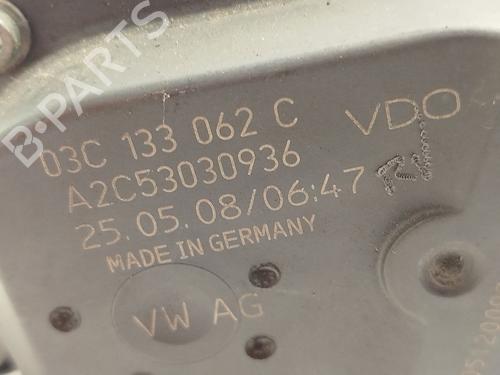 B-Parts
03C 133 062 C
VDO
A2C53030936
25.05.08/06:47
MADE IN GERMANY
VW AG